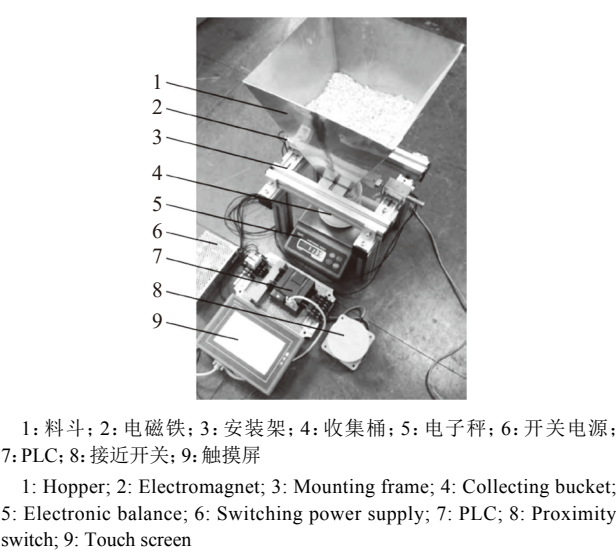 1
2
3
4
5
6
7
8
9
1: 料斗; 2: 电磁铁; 3: 安装架; 4: 收集桶; 5: 电子秤; 6: 开关电源;
7: PLC; 8: 接近开关; 9: 触摸屏
1: Hopper; 2: Electromagnet; 3: Mounting frame; 4: Collecting bucket;
5: Electronic balance; 6: Switching power supply; 7: PLC; 8: Proximity
switch; 9: Touch screen